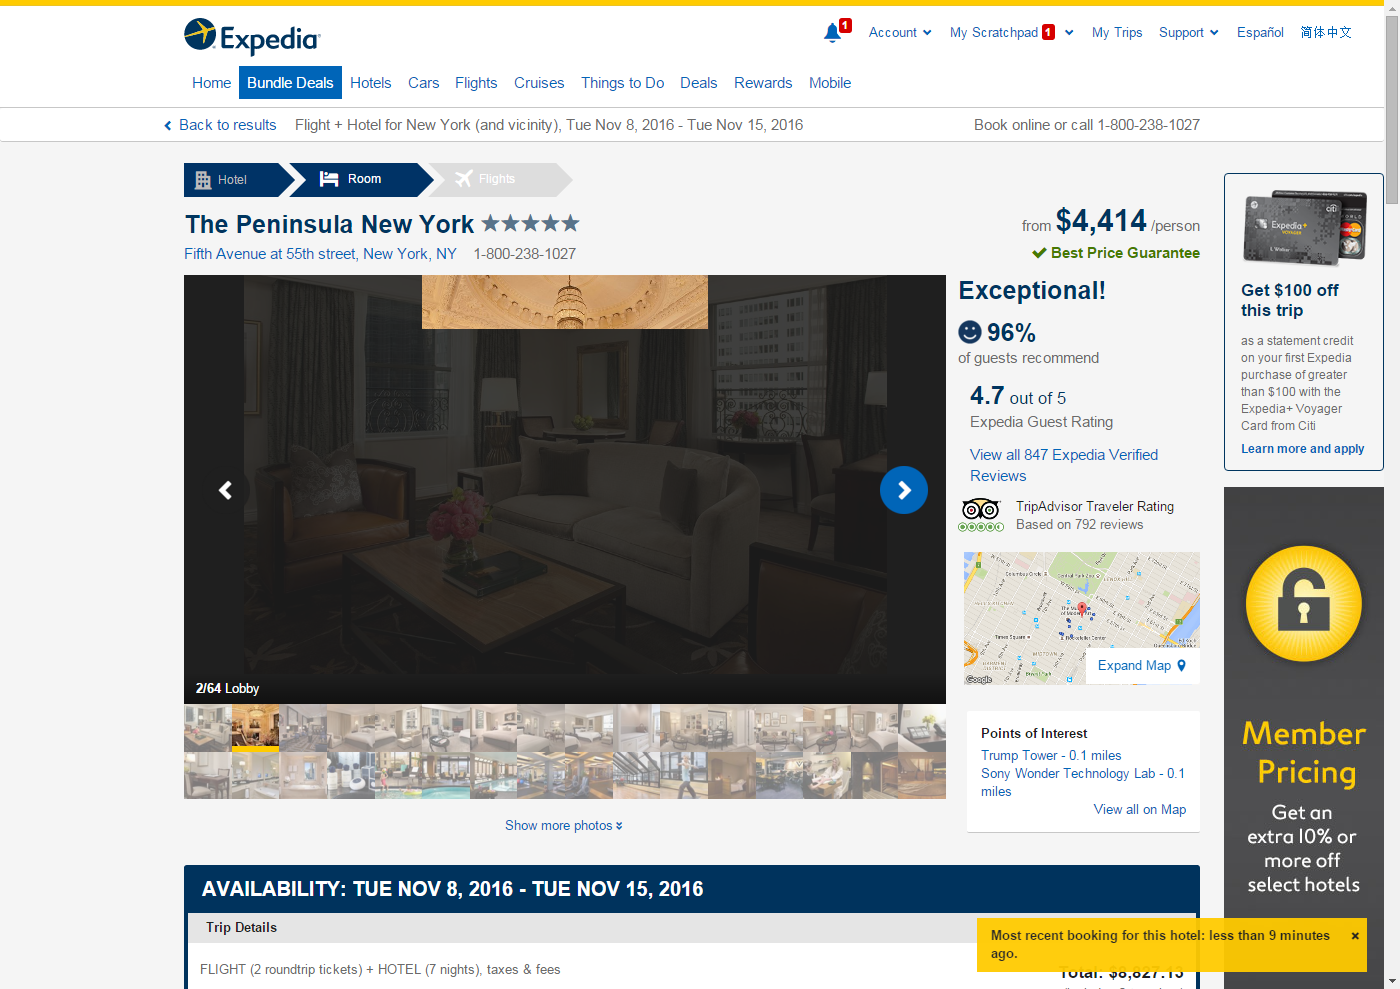 Expedia
1
Account
My Scratchpad 1
My Trips
Support
Español
简体中文
Home
Bundle Deals
Hotels
Cars
Flights
Cruises
Things to Do
Deals
Rewards
Mobile
Back to results
Flight + Hotel for New York (and vicinity), Tue Nov 8, 2016 - Tue Nov 15, 2016
Book online or call 1-800-238-1027
Hotel
Room
Flights
The Peninsula New York
Fifth Avenue at 55th street, New York, NY
1-800-238-1027
from $4,414 /person
Best Price Guarantee
2/64 Lobby
Show more photos
Exceptional!
96%
of guests recommend
4.7 out of 5
Expedia Guest Rating
View all 847 Expedia Verified
Reviews
TripAdvisor Traveler Rating
Based on 792 reviews
Times Square
Rockefeller Center
MIDTOWN
Google
Expand Map
Points of Interest
Trump Tower - 0.1 miles
Sony Wonder Technology Lab - 0.1
miles
View all on Map
citi
Expedia+
VOYAGER
Get $100 off
this trip
as a statement credit
on your first Expedia
purchase of greater
than $100 with the
Expedia+ Voyager
Card from Citi
Learn more and apply
Member
Pricing
Get an
extra 10% or
more off
select hotels
AVAILABILITY: TUE NOV 8, 2016 - TUE NOV 15, 2016
Trip Details
FLIGHT (2 roundtrip tickets) + HOTEL (7 nights), taxes & fees
Total: $8,827.13
Most recent booking for this hotel: less than 9 minutes
ago.